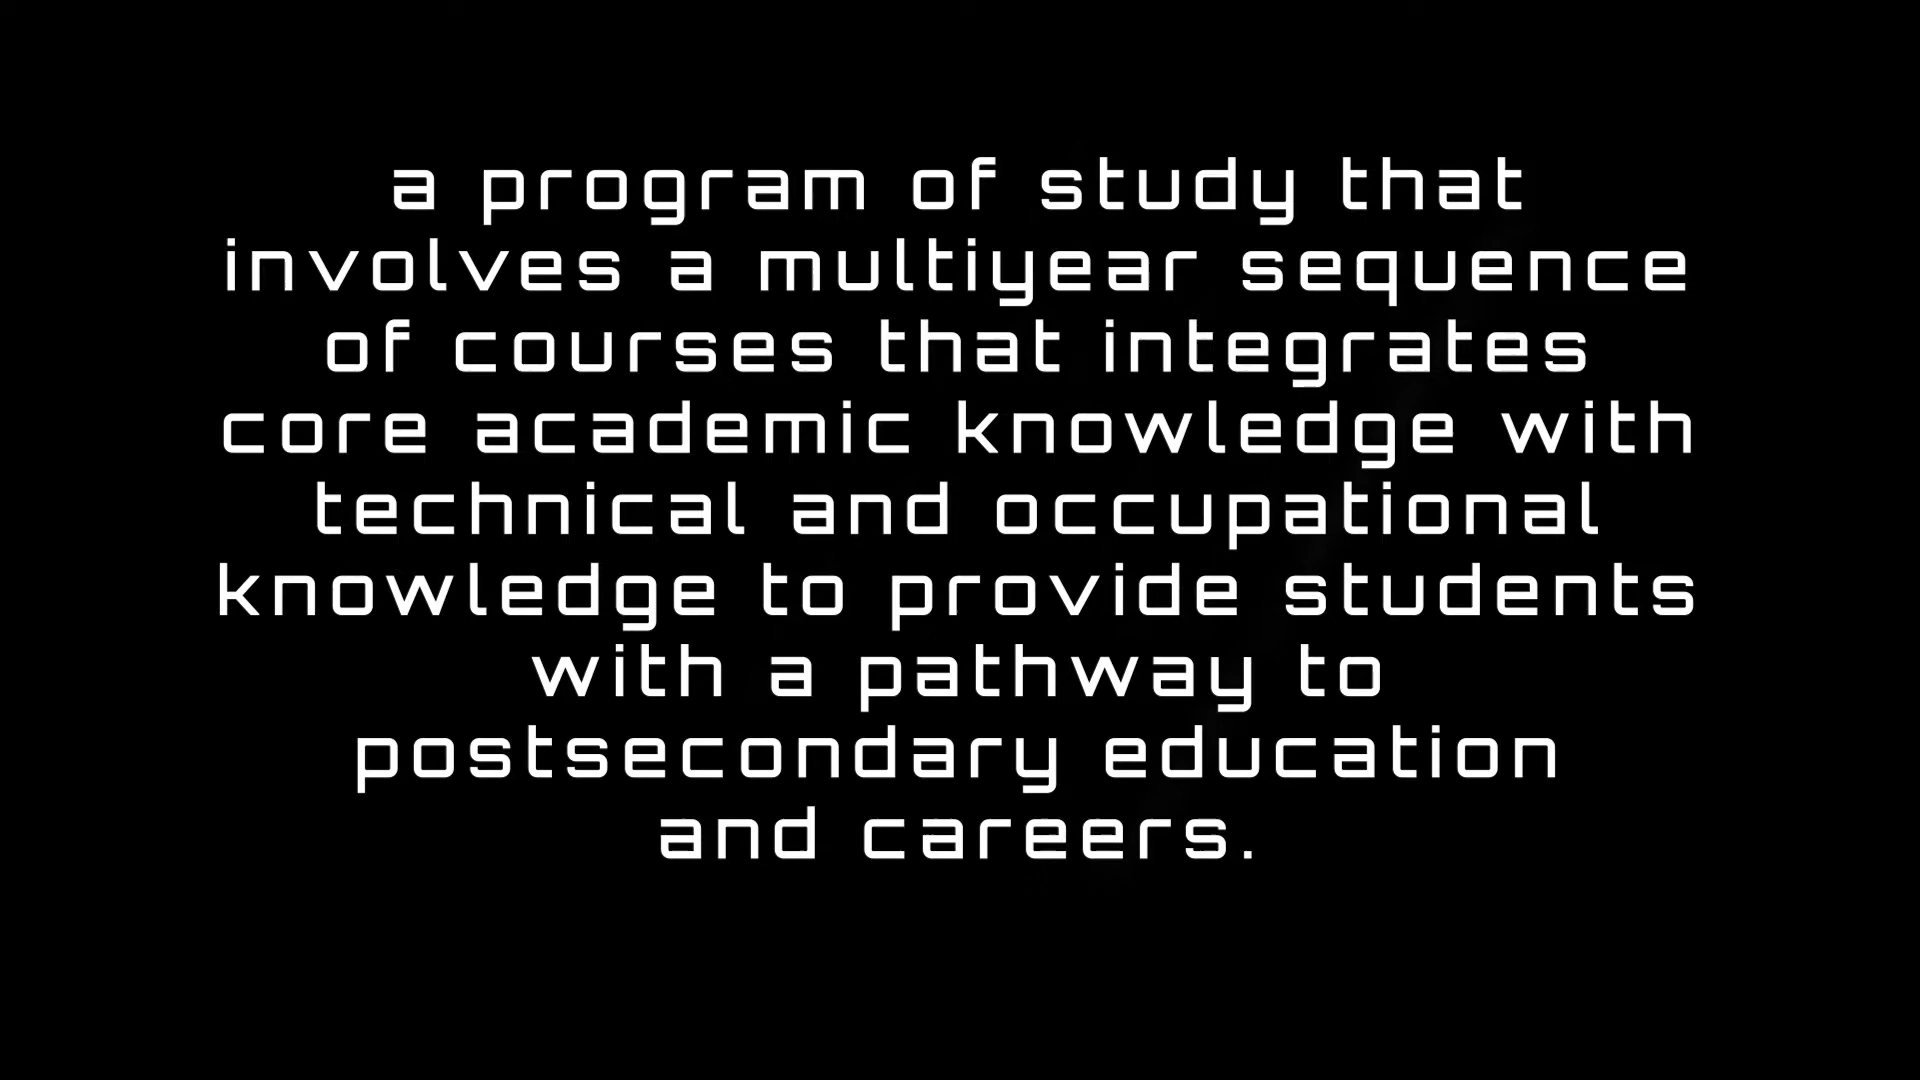 a program of study that
involves a multiyear sequence
of courses that integrates
core academic knowledge with
technical and occupational
knowledge to provide students
with a pathway to
postsecondary education
and careers.